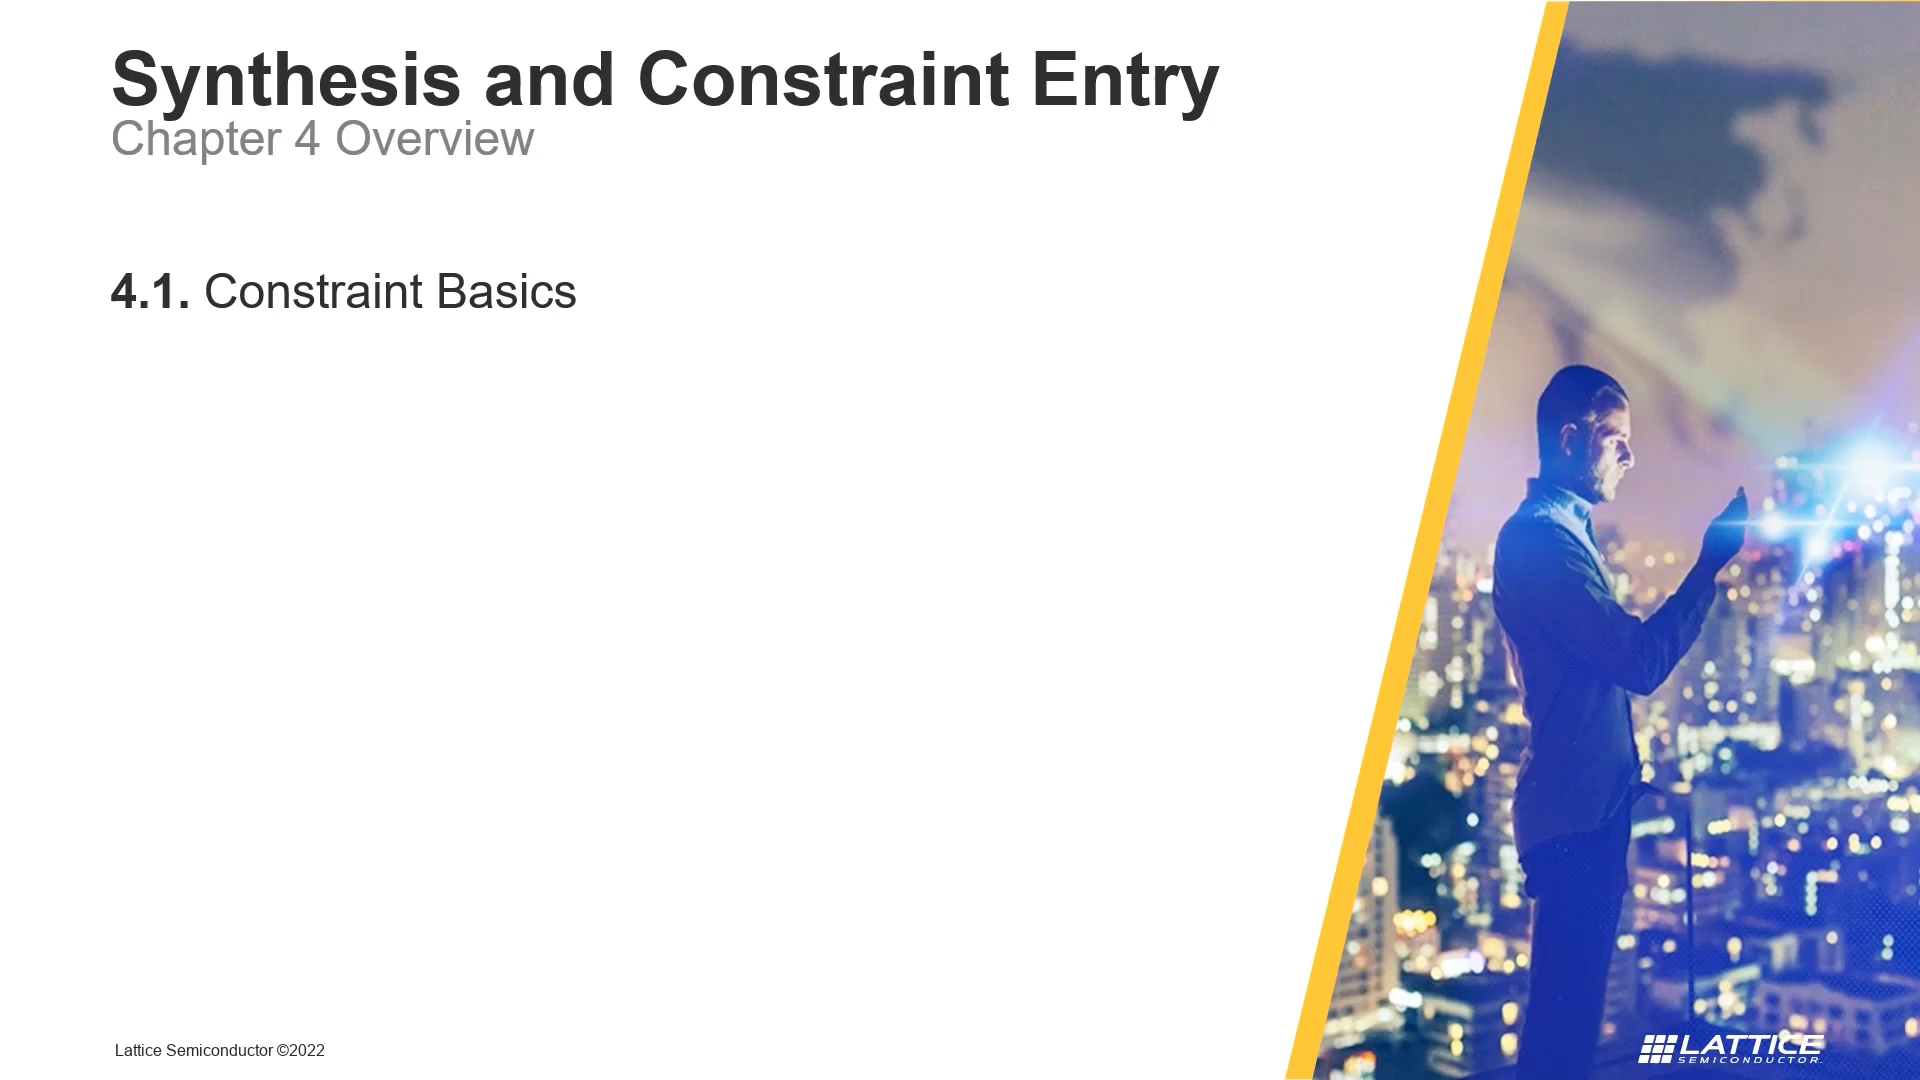 Synthesis and Constraint Entry
Chapter 4 Overview
4.1. Constraint Basics
Lattice Semiconductor ©2022
LATTICE
SEMICONDUCTOR.